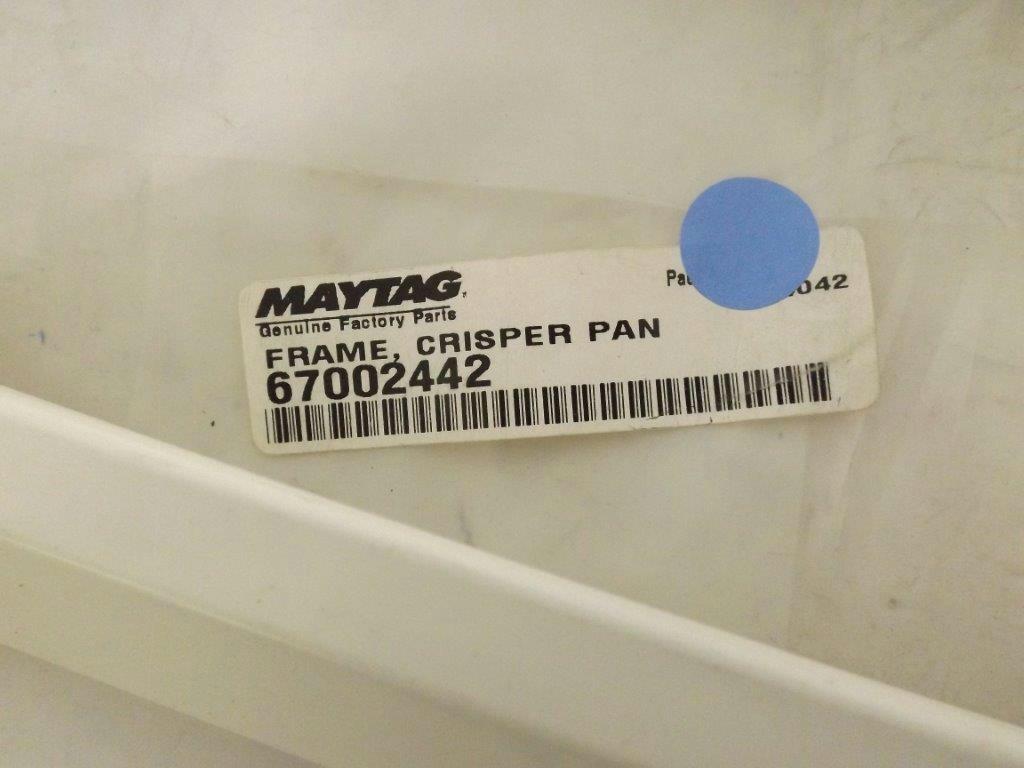 MAYTAG
Genuine Factory Parts
FRAME, CRISPER PAN
67002442